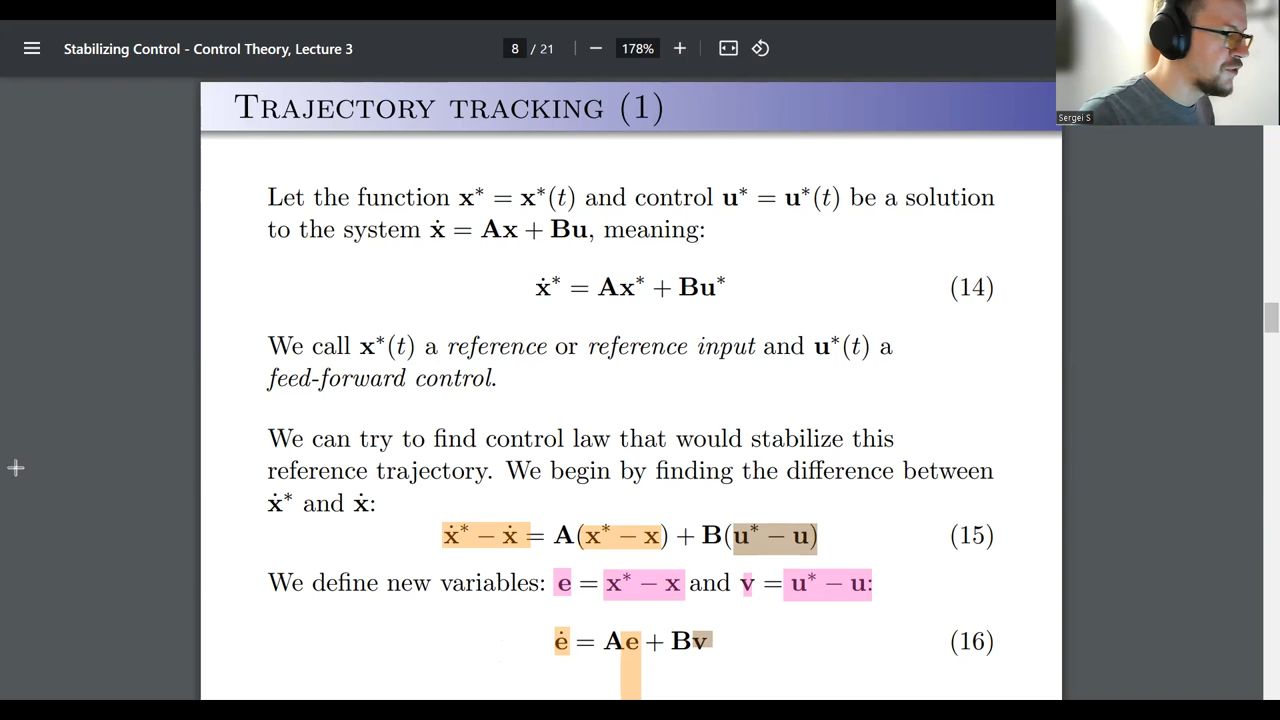 Stabilizing Control - Control Theory, Lecture 3
8 / 21
178%
Sergei S
Trajectory tracking (1)
Let the function x* = x*(t) and control u* = u*(t) be a solution
to the system ẋ = Ax + Bu, meaning:
ẋ* = Ax* + Bu* (14)
We call x*(t) a reference or reference input and u*(t) a
feed-forward control.
We can try to find control law that would stabilize this
reference trajectory. We begin by finding the difference between
ẋ* and ẋ:
ẋ* − ẋ = A(x* − x) + B(u* − u) (15)
We define new variables: e = x* − x and v = u* − u:
ė = Ae + Bv (16)